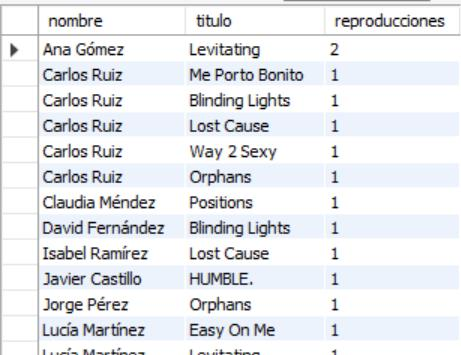 nombre titulo reproducciones
Ana Gómez Levitating 2
Carlos Ruiz Me Porto Bonito 1
Carlos Ruiz Blinding Lights 1
Carlos Ruiz Lost Cause 1
Carlos Ruiz Way 2 Sexy 1
Carlos Ruiz Orphans 1
Claudia Méndez Positions 1
David Fernández Blinding Lights 1
Isabel Ramírez Lost Cause 1
Javier Castillo HUMBLE. 1
Jorge Pérez Orphans 1
Lucía Martínez Easy On Me 1
Lucía Martínez Levitating 1